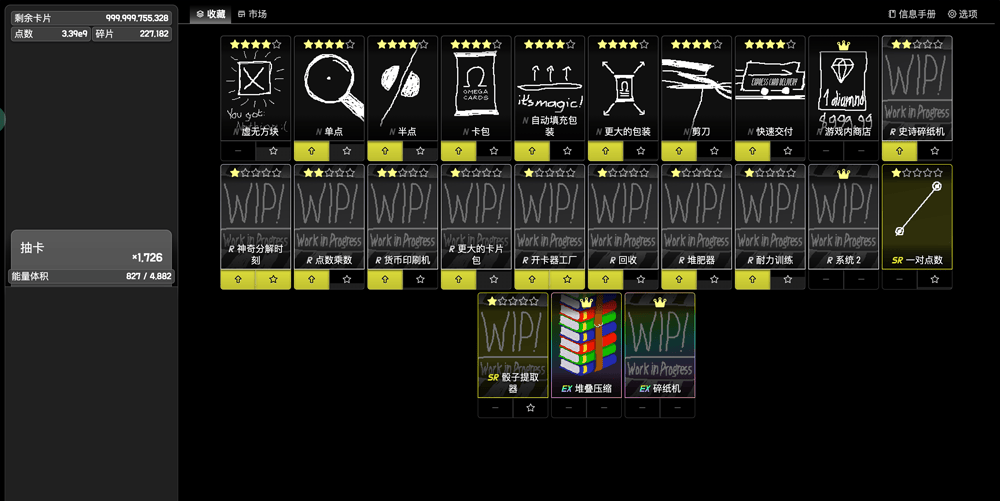 剩余卡片 999,999,755,328
点数 3.39e9 碎片 227,182
收藏 市场
信息手册 选项
抽卡
×1,726
能量体积 827 / 4,882
You got
N 虚无方块
N 单点
N 半点
Ω
OMEGA
CARDS
N 卡包
it's magic!
N 自动填充包装
Ω
N 更大的包装
N 剪刀
EXPRESS CARD DELIVERY
N 快速交付
1 diamond
$999.99
N 游戏内商店
WIP!
Work in Progress
R 史诗碎纸机
WIP!
Work in Progress
R 神奇分解时刻
WIP!
Work in Progress
R 点数乘数
WIP!
Work in Progress
R 货币印刷机
WIP!
Work in Progress
R 更大的卡片包
WIP!
Work in Progress
R 开卡器工厂
WIP!
Work in Progress
R 回收
WIP!
Work in Progress
R 堆肥器
WIP!
Work in Progress
R 耐力训练
WIP!
Work in Progress
R 系统 2
SR 一对点数
WIP!
Work in Progress
SR 骰子提取器
EX 堆叠压缩
WIP!
Work in Progress
EX 碎纸机